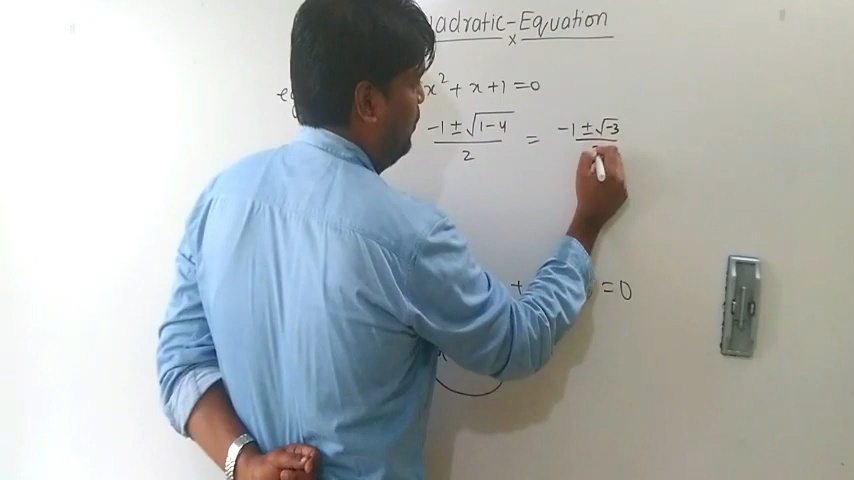 adratic-Equation
x
x² + x + 1 = 0
-1 ± √1-4 / 2 = -1 ± √-3
+ = 0